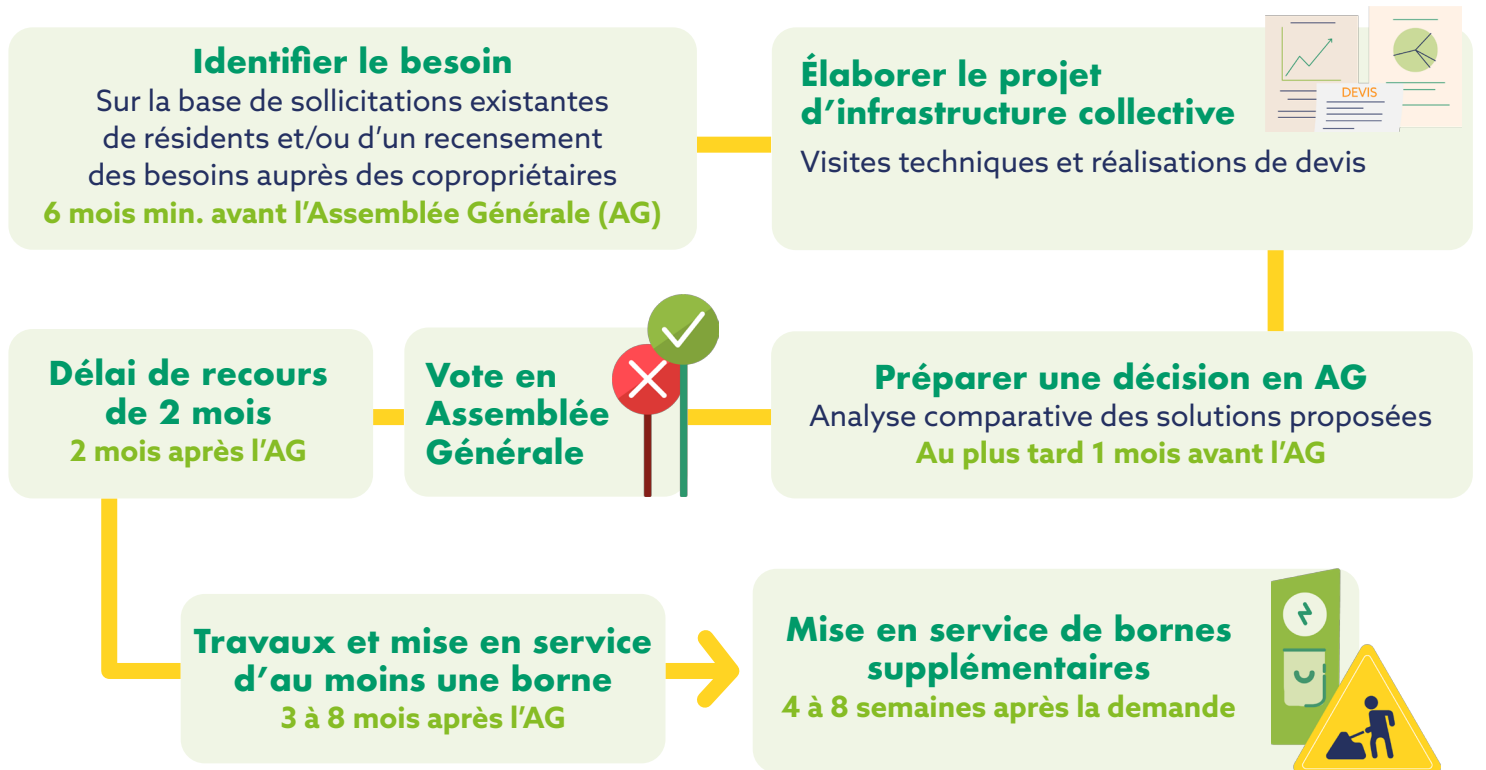 Identifier le besoin
Sur la base de sollicitations existantes
de résidents et/ou d’un recensement
des besoins auprès des copropriétaires
6 mois min. avant l’Assemblée Générale (AG)
Élaborer le projet
d’infrastructure collective
Visites techniques et réalisations de devis
DEVIS
Préparer une décision en AG
Analyse comparative des solutions proposées
Au plus tard 1 mois avant l’AG
Vote en
Assemblée
Générale
Délai de recours
de 2 mois
2 mois après l’AG
Travaux et mise en service
d’au moins une borne
3 à 8 mois après l’AG
Mise en service de bornes
supplémentaires
4 à 8 semaines après la demande